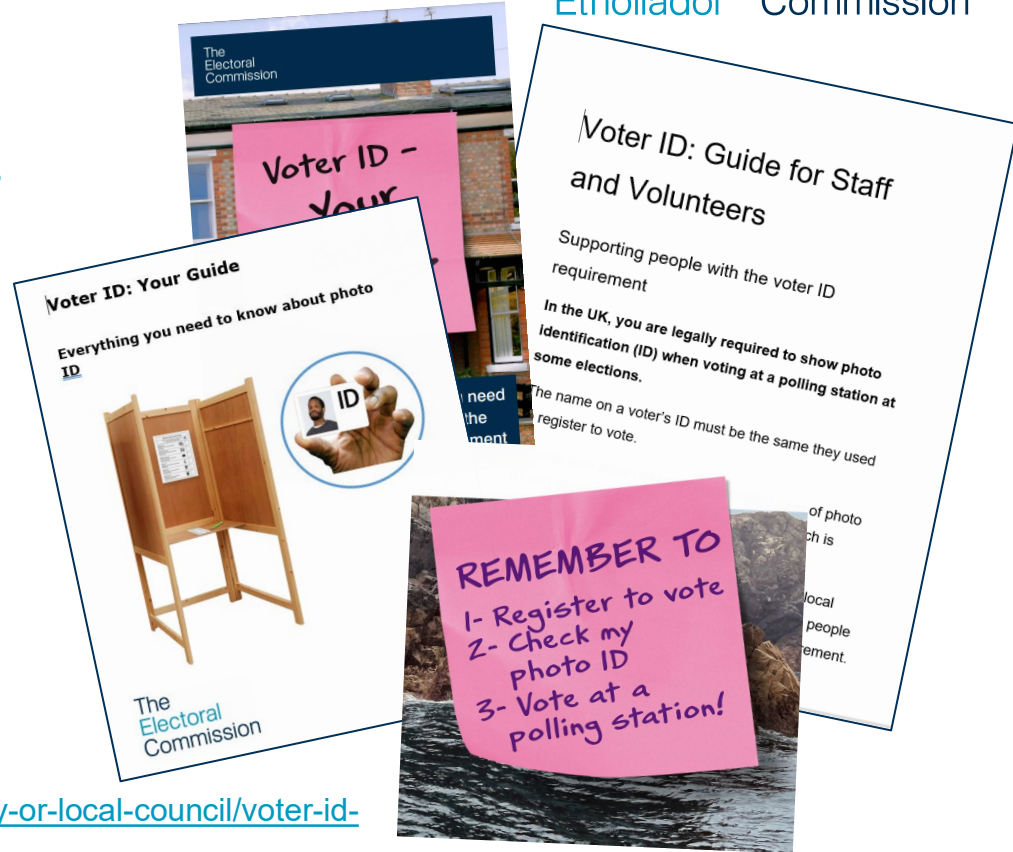 Etholiadol Commission
The
Electoral
Commission
Voter ID -
Your
need
the
ment
Voter ID: Guide for Staff
and Volunteers
Supporting people with the voter ID
requirement
In the UK, you are legally required to show photo
identification (ID) when voting at a polling station at
some elections.
The name on a voter's ID must be the same they used
register to vote.
of photo
ch is
local
people
ement.
Voter ID: Your Guide
Everything you need to know about photo
ID
ID
The
Electoral
Commission
REMEMBER TO
1- Register to vote
2- Check my
photo ID
3- Vote at a
polling station!
y-or-local-council/voter-id-